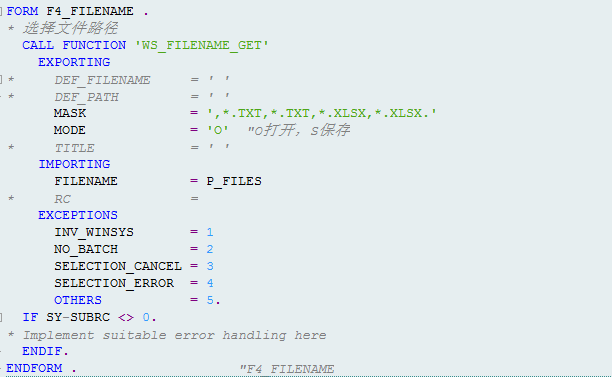 FORM F4_FILENAME .
* 选择文件路径
CALL FUNCTION 'WS_FILENAME_GET'
EXPORTING
* DEF_FILENAME = ' '
* DEF_PATH = ' '
MASK = ',*.TXT,*.TXT,*.XLSX,*.XLSX.'
MODE = 'O' "O打开，S保存
* TITLE = ' '
IMPORTING
FILENAME = P_FILES
* RC =
EXCEPTIONS
INV_WINSYS = 1
NO_BATCH = 2
SELECTION_CANCEL = 3
SELECTION_ERROR = 4
OTHERS = 5.
IF SY-SUBRC <> 0.
* Implement suitable error handling here
ENDIF.
ENDFORM . "F4_FILENAME